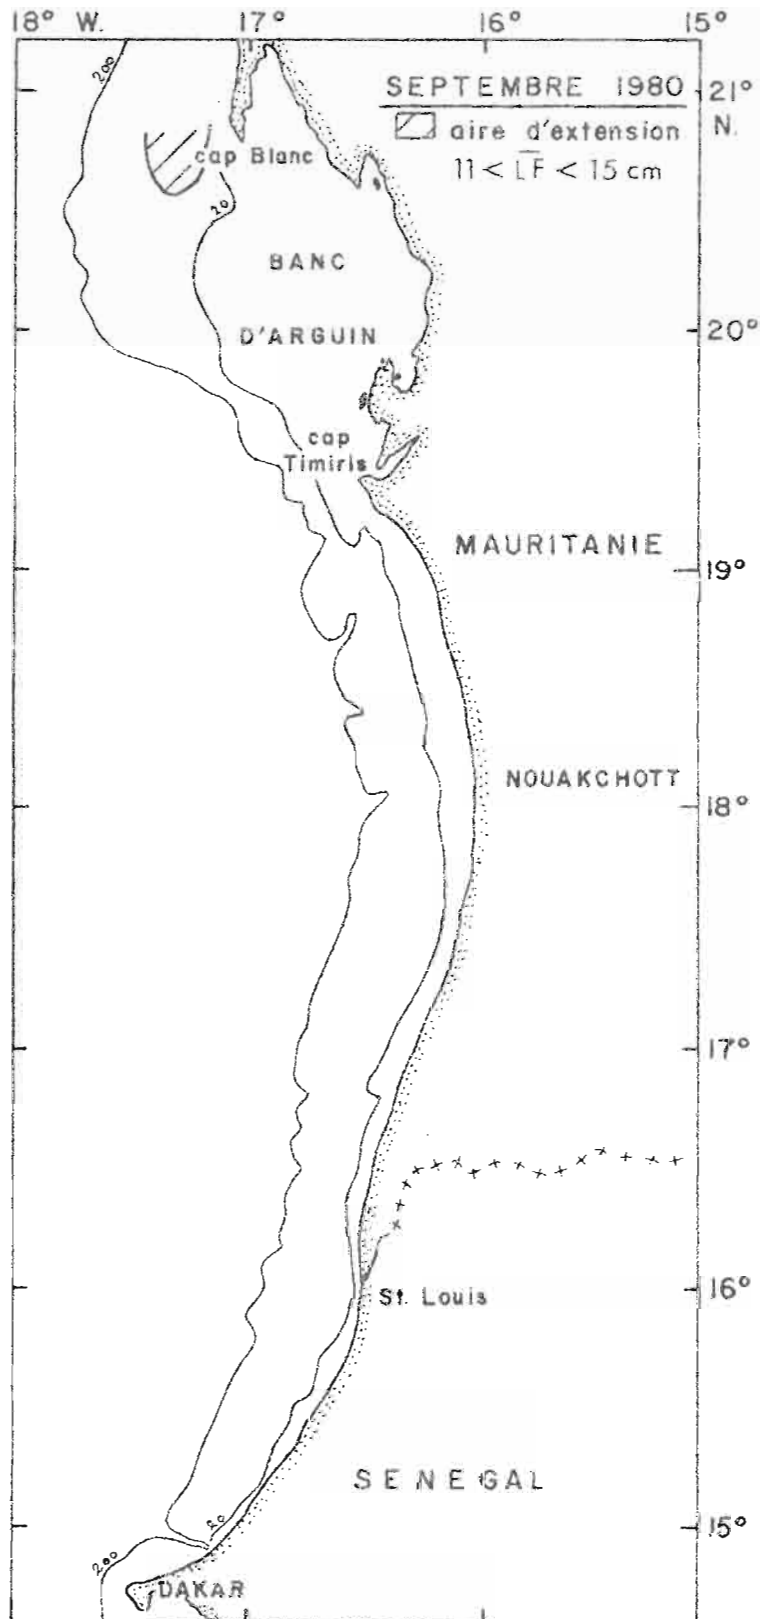 18° W. 17° 16° 15°
200
SEPTEMBRE 1980
21°
N.
aire d'extension
11 < L̅F̅ < 15 cm
cap Blanc
20
BANC
D'ARGUIN
20°
cap
Timiris
MAURITANIE
19°
NOUAKCHOTT
18°
17°
St. Louis
16°
SENEGAL
20
15°
200
DAKAR